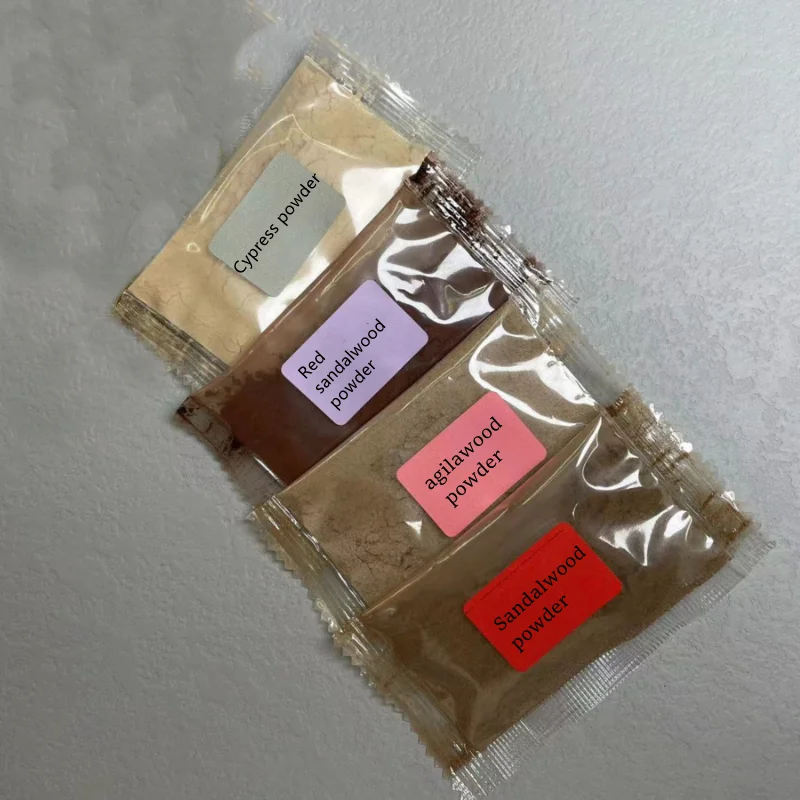 Cypress powder
Red
sandalwood
powder
agilawood
powder
Sandalwood
powder